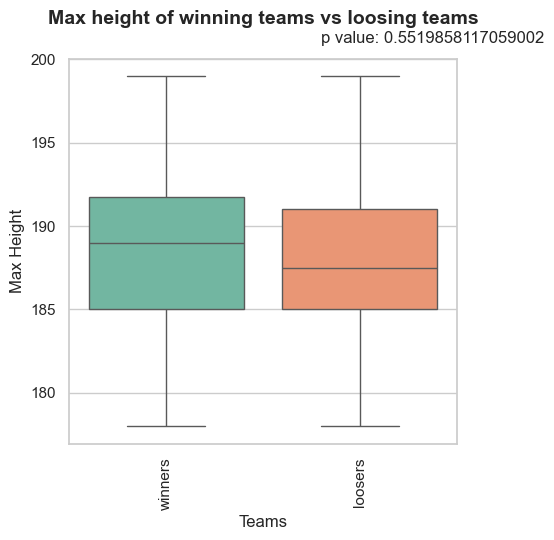 Max height of winning teams vs loosing teams
p value: 0.5519858117059002
200
195
190
185
180
Max Height
winners
loosers
Teams